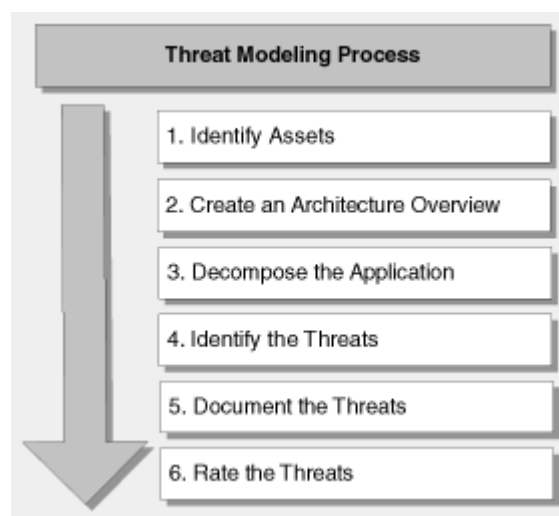 Threat Modeling Process
1. Identify Assets
2. Create an Architecture Overview
3. Decompose the Application
4. Identify the Threats
5. Document the Threats
6. Rate the Threats